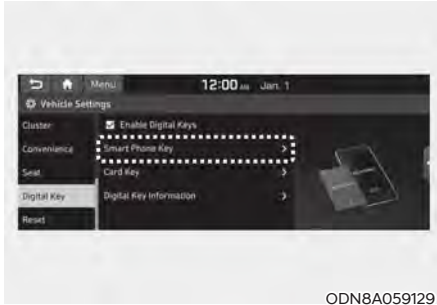 Menu 12:00 AM Jan. 1
Vehicle Settings
Cluster
Enable Digital Keys
Convenience
Smart Phone Key
Seat
Card Key
Digital Key
Digital Key Information
Reset
ODN8A059129